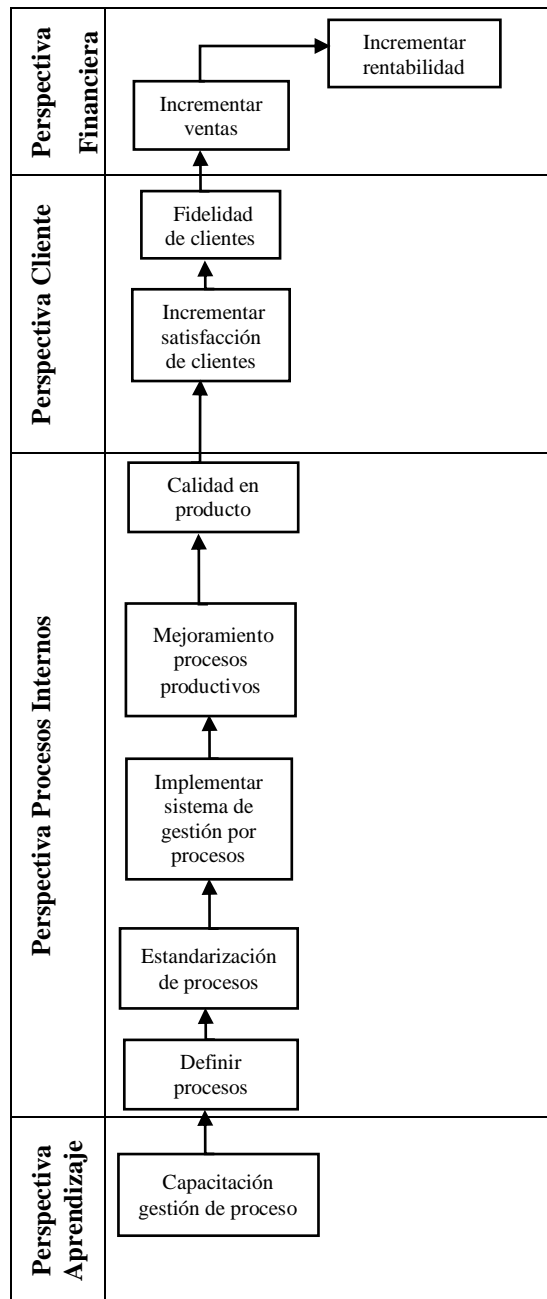 Perspectiva
Financiera
Incrementar
rentabilidad
Incrementar
ventas
Perspectiva Cliente
Fidelidad
de clientes
Incrementar
satisfacción
de clientes
Perspectiva Procesos Internos
Calidad en
producto
Mejoramiento
procesos
productivos
Implementar
sistema de
gestión por
procesos
Estandarización
de procesos
Definir
procesos
Perspectiva
Aprendizaje
Capacitación
gestión de proceso